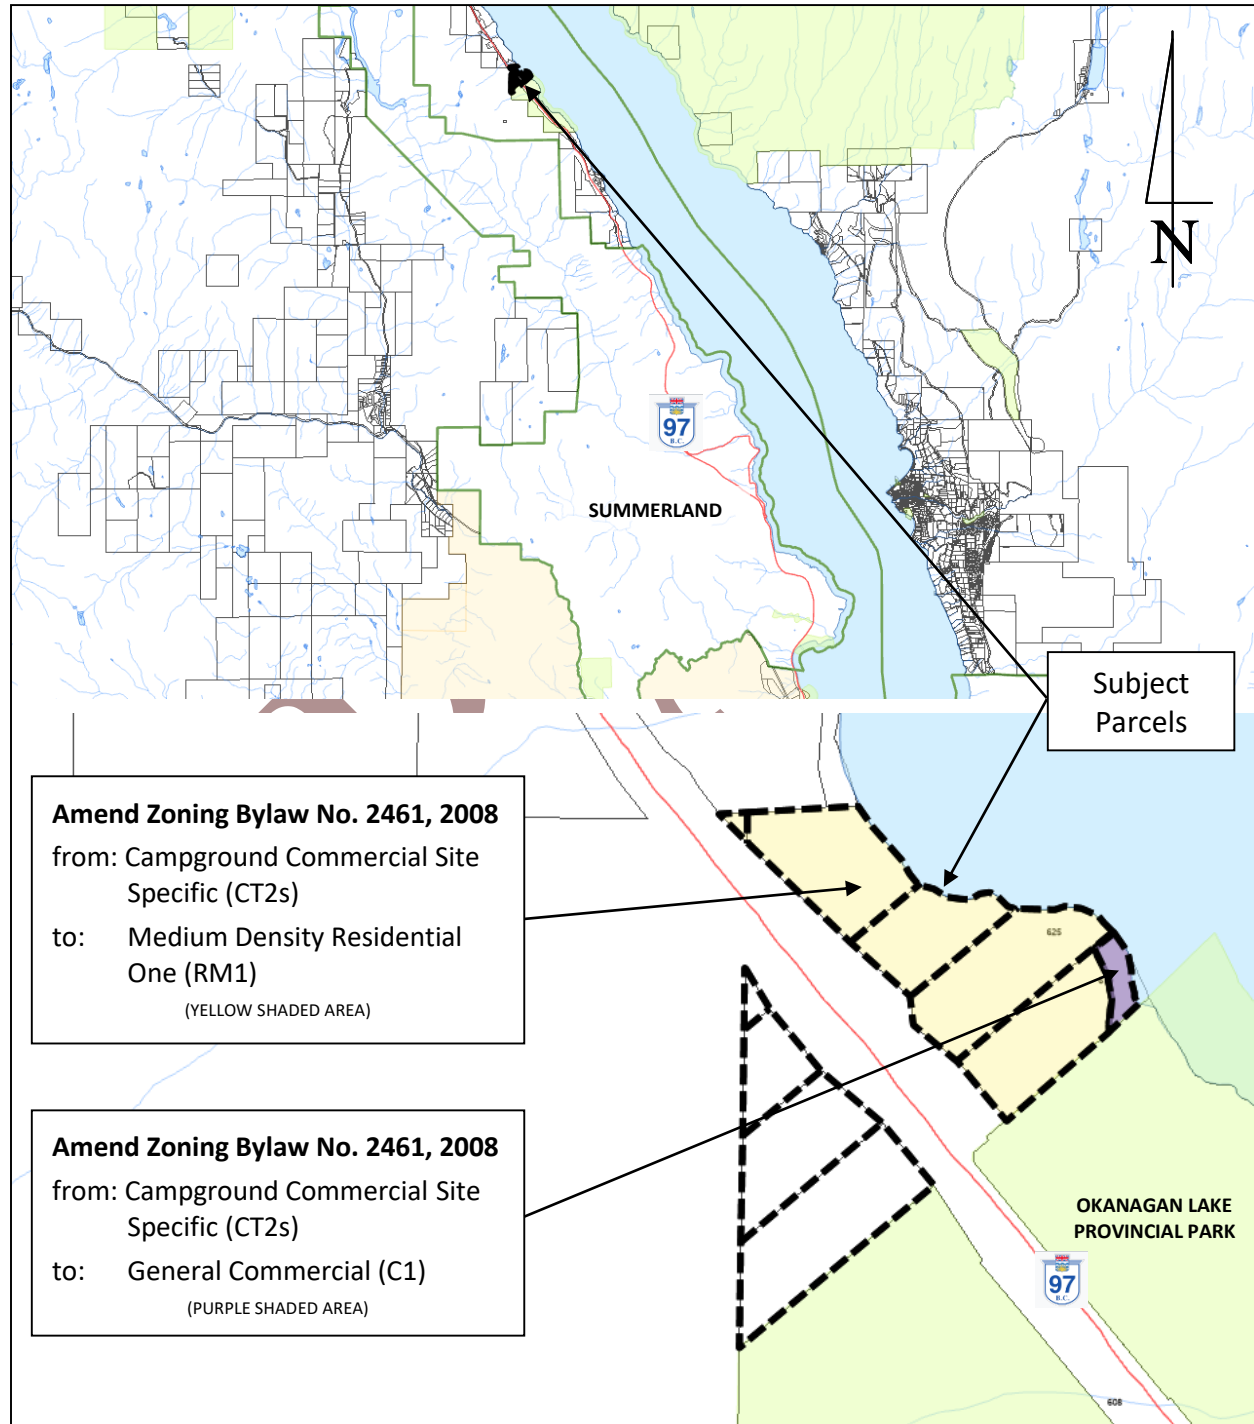 N
97
B.C.
SUMMERLAND
Subject
Parcels
Amend Zoning Bylaw No. 2461, 2008
from: Campground Commercial Site
Specific (CT2s)
to: Medium Density Residential
One (RM1)
(YELLOW SHADED AREA)
625
Amend Zoning Bylaw No. 2461, 2008
from: Campground Commercial Site
Specific (CT2s)
to: General Commercial (C1)
(PURPLE SHADED AREA)
OKANAGAN LAKE
PROVINCIAL PARK
97
B.C.
608